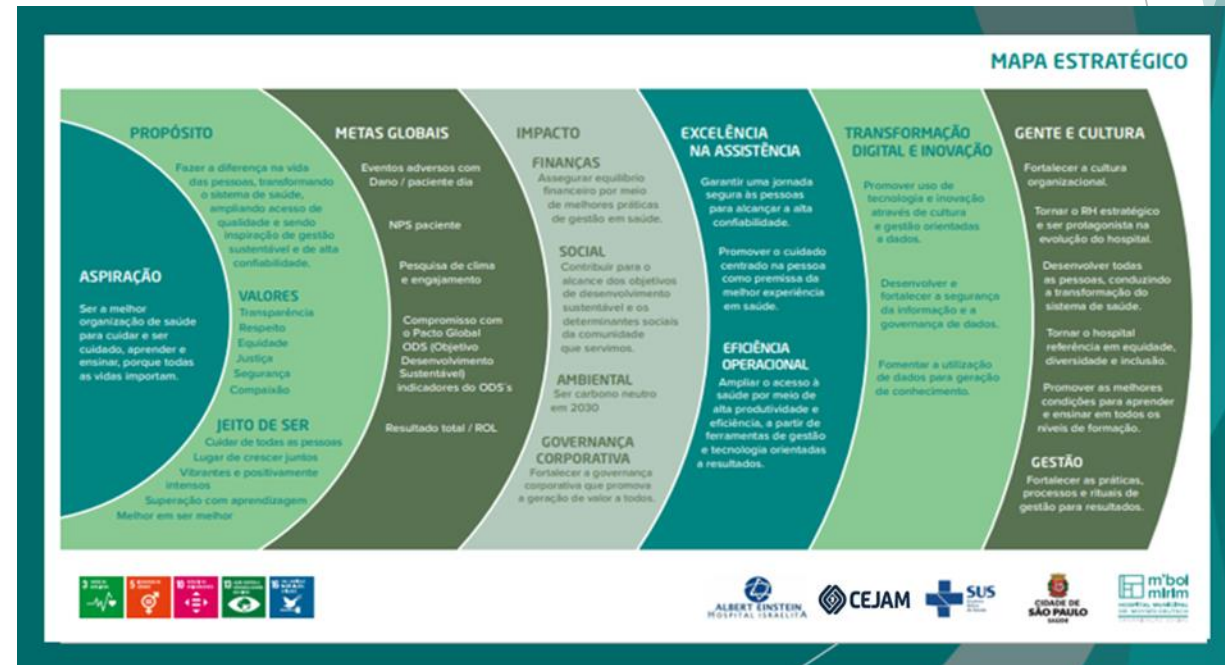 MAPA ESTRATÉGICO
ASPIRAÇÃO
Ser a melhor
organização de saúde
para cuidar e ser
cuidado, aprender e
ensinar, porque todas
as vidas importam.
PROPÓSITO
Fazer a diferença na vida
das pessoas, transformando
o sistema de saúde,
ampliando acesso de
qualidade e sendo
inspiração de gestão
sustentável e de alta
confiabilidade.
VALORES
Transparência
Respeito
Equidade
Justiça
Segurança
Compaixão
JEITO DE SER
Cuidar de todas as pessoas
Lugar de crescer juntos
Vibrantes e positivamente
intensos
Superação com aprendizagem
Melhor em ser melhor
METAS GLOBAIS
Eventos adversos com
Dano / paciente dia
NPS paciente
Pesquisa de clima
e engajamento
Compromisso com
o Pacto Global
ODS (Objetivo
Desenvolvimento
Sustentável)
indicadores do ODS´s
Resultado total / ROL
IMPACTO
FINANÇAS
Assegurar equilíbrio
financeiro por meio
de melhores práticas
de gestão em saúde.
SOCIAL
Contribuir para o
alcance dos objetivos
de desenvolvimento
sustentável e os
determinantes sociais
da comunidade
que servimos.
AMBIENTAL
Ser carbono neutro
em 2030
GOVERNANÇA
CORPORATIVA
Fortalecer a governança
corporativa que promova
a geração de valor a todos.
EXCELÊNCIA
NA ASSISTÊNCIA
Garantir uma jornada
segura às pessoas
para alcançar a alta
confiabilidade.
Promover o cuidado
centrado na pessoa
como premissa da
melhor experiência
em saúde.
EFICIÊNCIA
OPERACIONAL
Ampliar o acesso à
saúde por meio de
alta produtividade e
eficiência, a partir de
ferramentas de gestão
e tecnologia orientadas
a resultados.
TRANSFORMAÇÃO
DIGITAL E INOVAÇÃO
Promover uso de
tecnologia e inovação
através de cultura
e gestão orientadas
a dados.
Desenvolver e
fortalecer a segurança
da informação e a
governança de dados.
Fomentar a utilização
de dados para geração
de conhecimento.
GENTE E CULTURA
Fortalecer a cultura
organizacional.
Tornar o RH estratégico
e ser protagonista na
evolução do hospital.
Desenvolver todas
as pessoas, conduzindo
a transformação do
sistema de saúde.
Tornar o hospital
referência em equidade,
diversidade e inclusão.
Promover as melhores
condições para aprender
e ensinar em todos os
níveis de formação.
GESTÃO
Fortalecer as práticas,
processos e rituais de
gestão para resultados.
3
5
10
13
16
ALBERT EINSTEIN
HOSPITAL ISRAELITA
CEJAM
SUS
CIDADE DE
SÃO PAULO
SAÚDE
m'boi
mirim